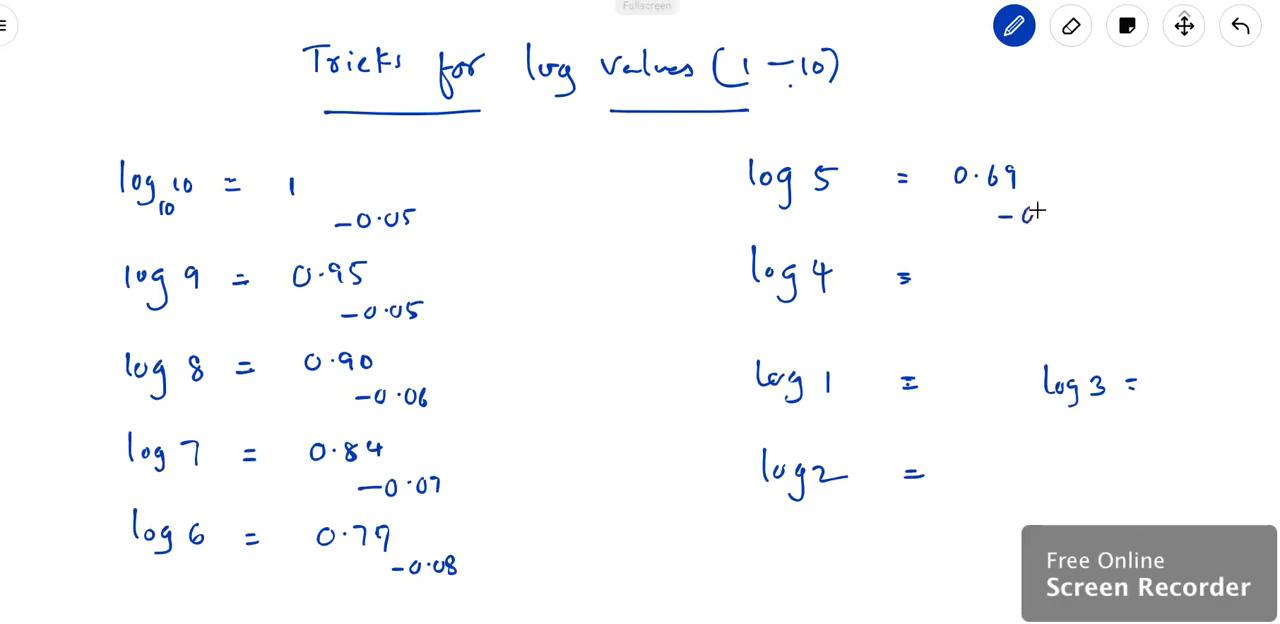 Fullscreen
Tricks for log values (1 – 10)
log₁₀ 10 = 1
– 0.05
log 9 = 0.95
– 0.05
log 8 = 0.90
– 0.06
log 7 = 0.84
– 0.07
log 6 = 0.77
– 0.08
log 5 = 0.69
– 0
log 4 =
log 1 = log 3 =
log 2 =
Free Online
Screen Recorder